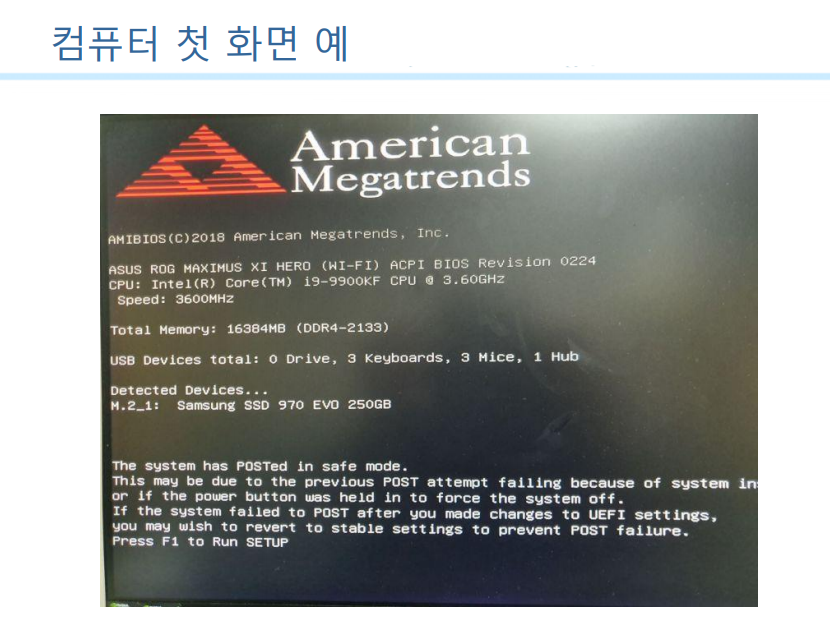 컴퓨터 첫 화면 예
American
Megatrends
AMIBIOS(C)2018 American Megatrends, Inc.
ASUS ROG MAXIMUS XI HERO (WI-FI) ACPI BIOS Revision 0224
CPU: Intel(R) Core(TM) i9-9900KF CPU @ 3.60GHz
Speed: 3600MHz
Total Memory: 16384MB (DDR4-2133)
USB Devices total: 0 Drive, 3 Keyboards, 3 Mice, 1 Hub
Detected Devices...
M.2_1: Samsung SSD 970 EVO 250GB
The system has POSTed in safe mode.
This may be due to the previous POST attempt failing because of system in
or if the power button was held in to force the system off.
If the system failed to POST after you made changes to UEFI settings,
you may wish to revert to stable settings to prevent POST failure.
Press F1 to Run SETUP